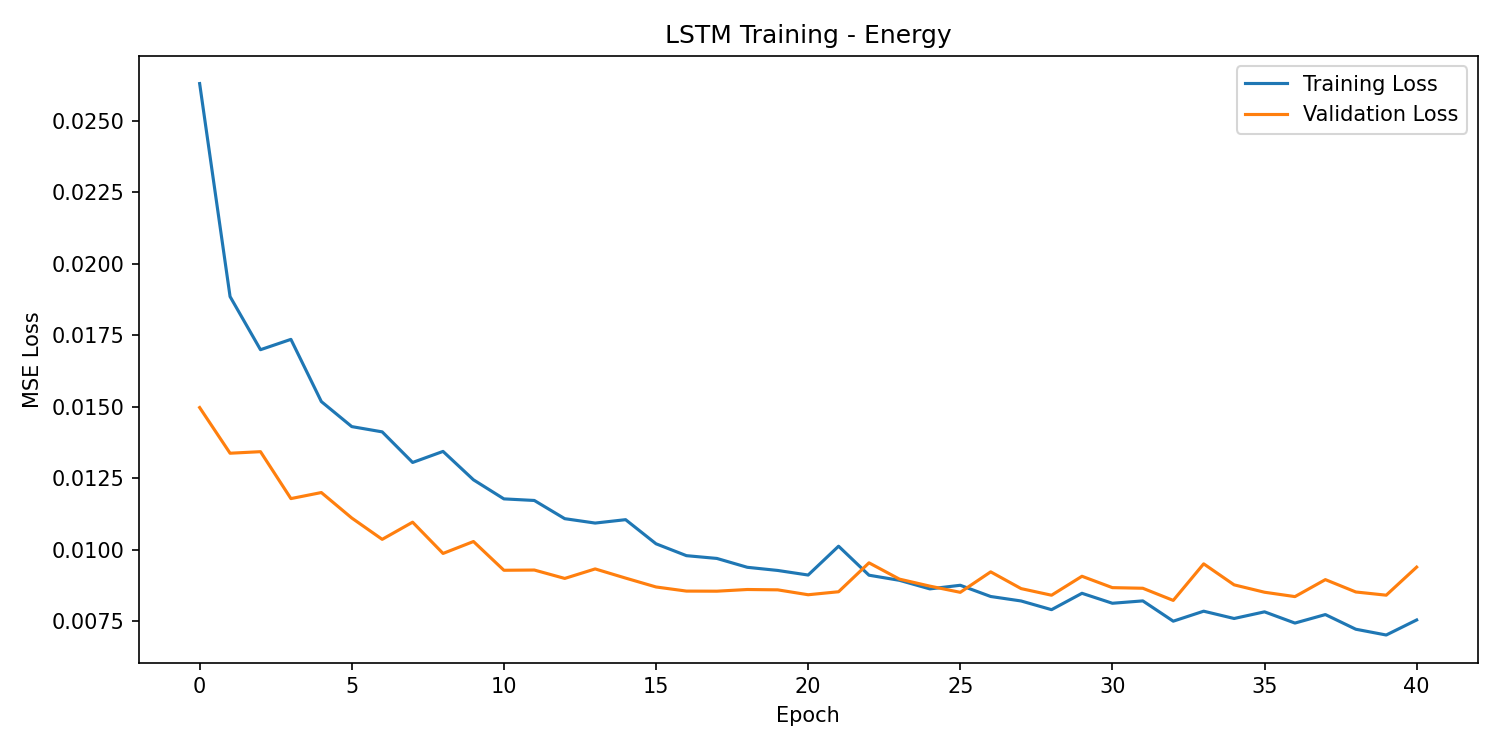 LSTM Training - Energy
Training Loss
Validation Loss
MSE Loss
0.0250
0.0225
0.0200
0.0175
0.0150
0.0125
0.0100
0.0075
0 5 10 15 20 25 30 35 40
Epoch